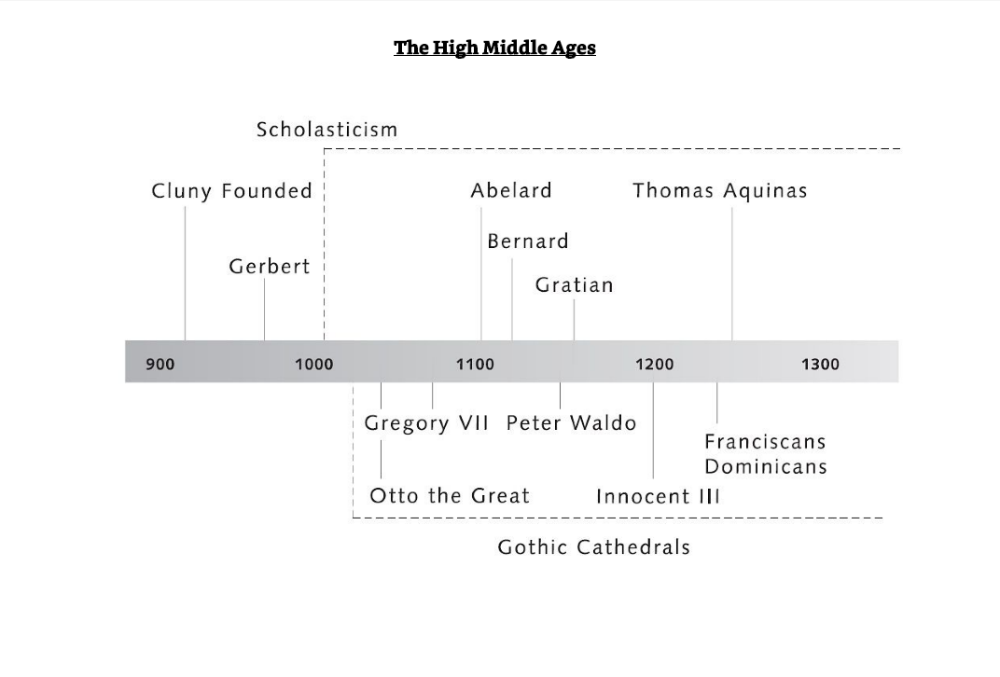 The High Middle Ages
Scholasticism
Cluny Founded
Abelard
Thomas Aquinas
Bernard
Gerbert
Gratian
900
1000
1100
1200
1300
Gregory VII
Peter Waldo
Franciscans
Dominicans
Otto the Great
Innocent III
Gothic Cathedrals